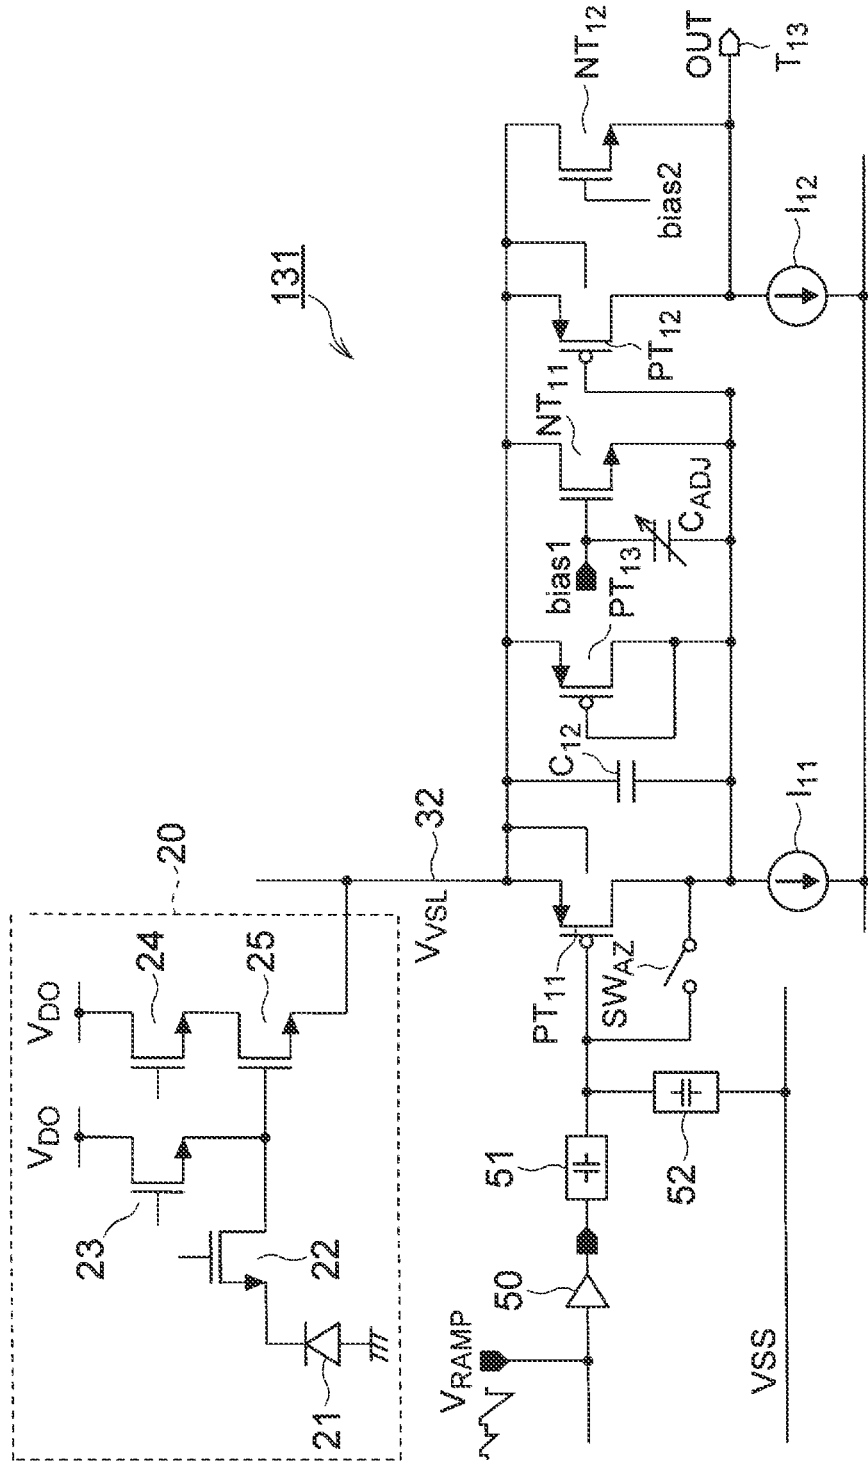 20
V_DO
V_DO
24
23
25
22
21
131
V_VSL
32
V_RAMP
50
51
52
VSS
PT_11
SW_AZ
I_11
C_12
PT_13
bias1
C_ADJ
NT_11
PT_12
I_12
bias2
NT_12
OUT
T_13